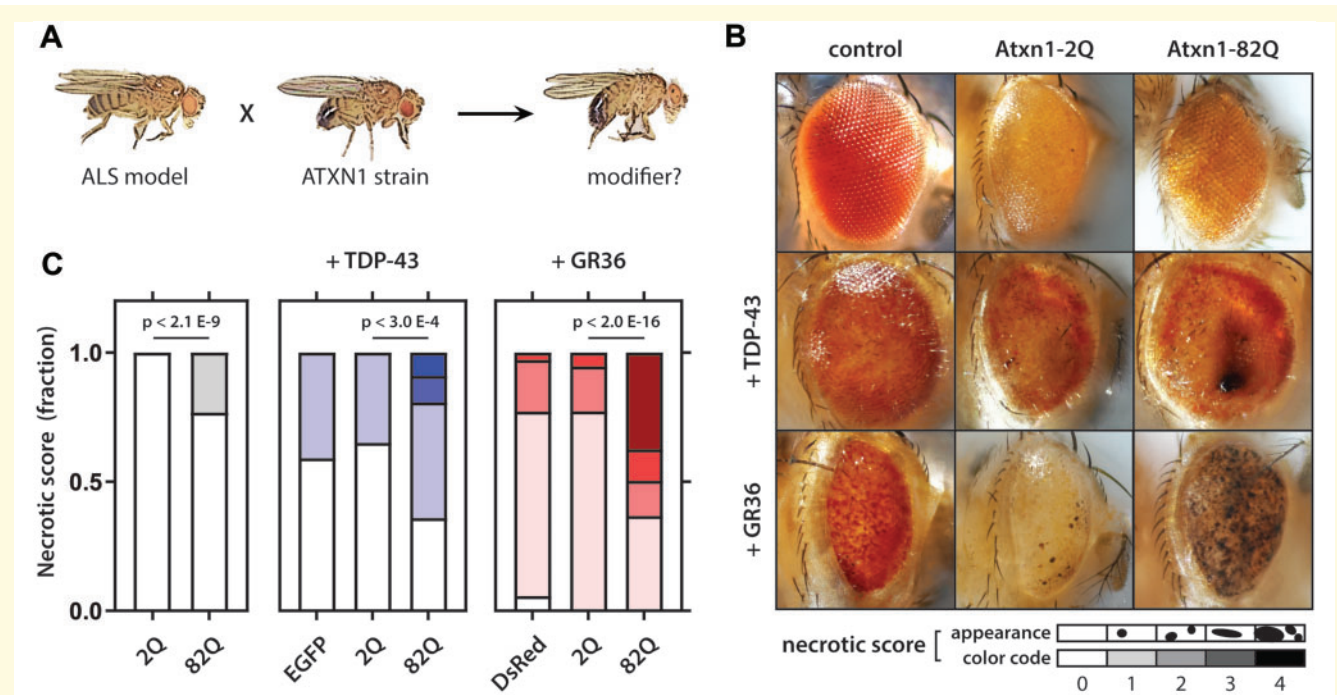 A
ALS model
X
ATXN1 strain
modifier?
B
control
Atxn1-2Q
Atxn1-82Q
+ TDP-43
+ GR36
necrotic score
appearance
color code
0 1 2 3 4
C
+ TDP-43
+ GR36
Necrotic score (fraction)
p < 2.1 E-9
p < 3.0 E-4
p < 2.0 E-16
1.0
0.5
0.0
2Q
82Q
EGFP
2Q
82Q
DsRed
2Q
82Q